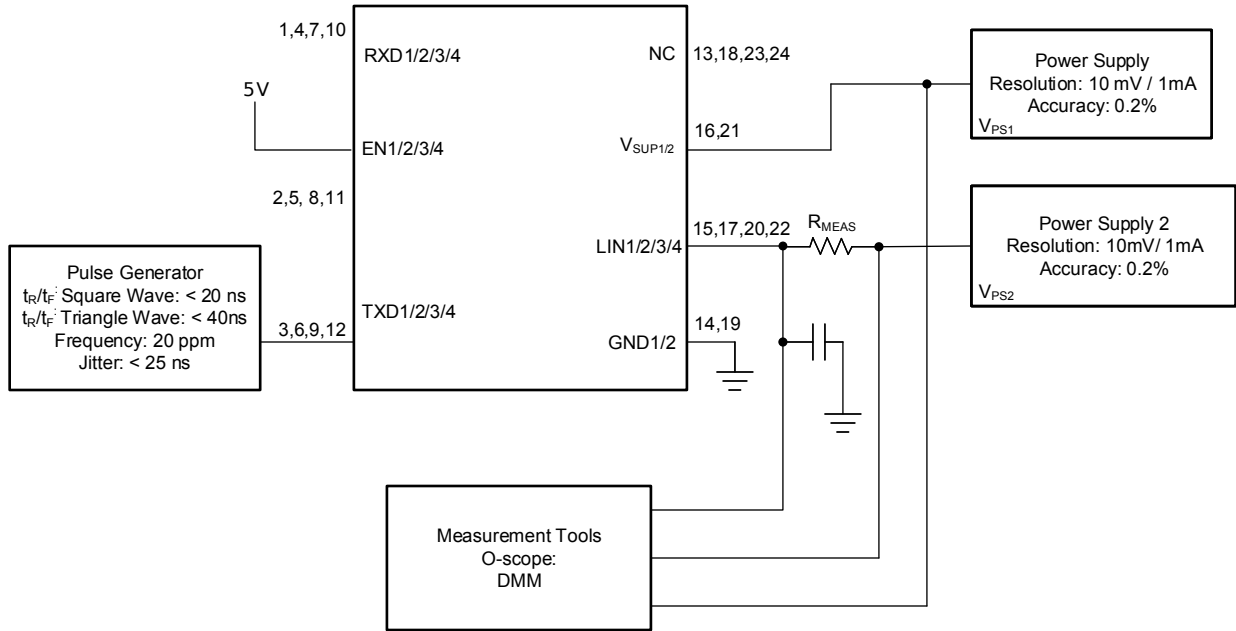 1,4,7,10
RXD1/2/3/4
NC
13,18,23,24
Power Supply
Resolution: 10 mV / 1mA
Accuracy: 0.2%
VPS1
5V
16,21
EN1/2/3/4
VSUP1/2
2,5, 8,11
15,17,20,22
RMEAS
LIN1/2/3/4
Power Supply 2
Resolution: 10mV/ 1mA
Accuracy: 0.2%
VPS2
Pulse Generator
tR/tF: Square Wave: < 20 ns
tR/tF: Triangle Wave: < 40ns
Frequency: 20 ppm
Jitter: < 25 ns
3,6,9,12
TXD1/2/3/4
14,19
GND1/2
Measurement Tools
O-scope:
DMM